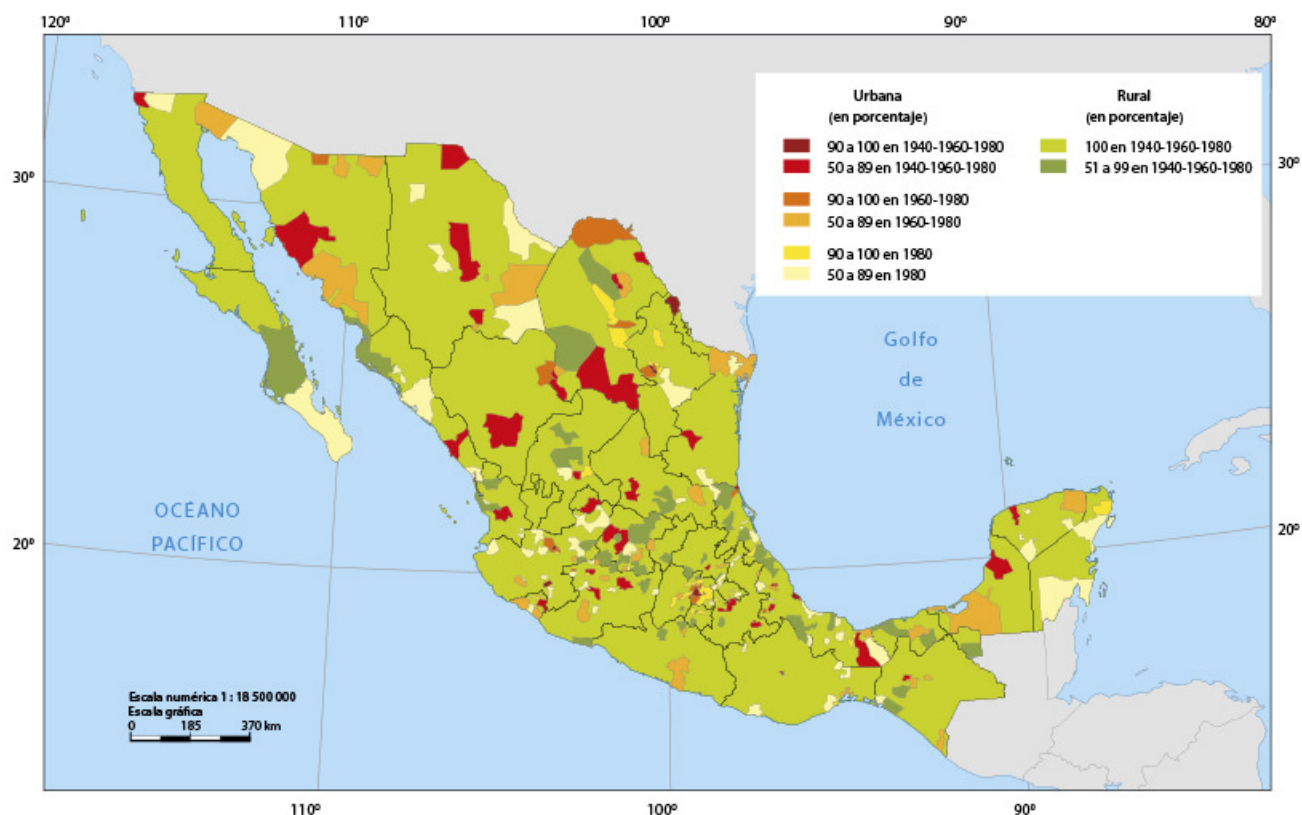 120º 110º 100º 90º 80º
Urbana
(en porcentaje)
90 a 100 en 1940-1960-1980
50 a 89 en 1940-1960-1980
90 a 100 en 1960-1980
50 a 89 en 1960-1980
90 a 100 en 1980
50 a 89 en 1980
Rural
(en porcentaje)
100 en 1940-1960-1980
51 a 99 en 1940-1960-1980
30º 30º
Golfo
de
México
OCÉANO
PACÍFICO
20º 20º
Escala numérica 1 : 18 500 000
Escala gráfica
0 185 370 km
110º 100º 90º